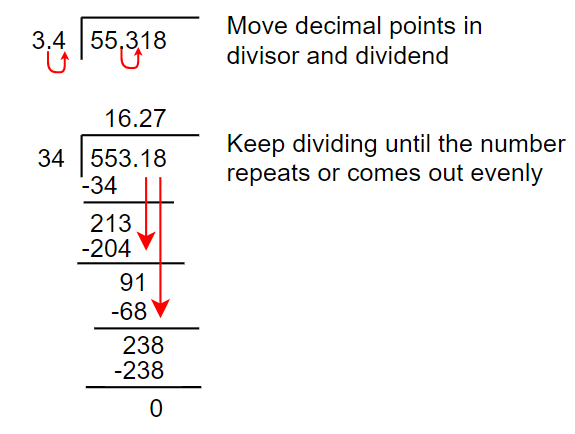 3.4 55.318 Move decimal points in
divisor and dividend
16.27
34 553.18 Keep dividing until the number
-34 repeats or comes out evenly
213
-204
91
-68
238
-238
0